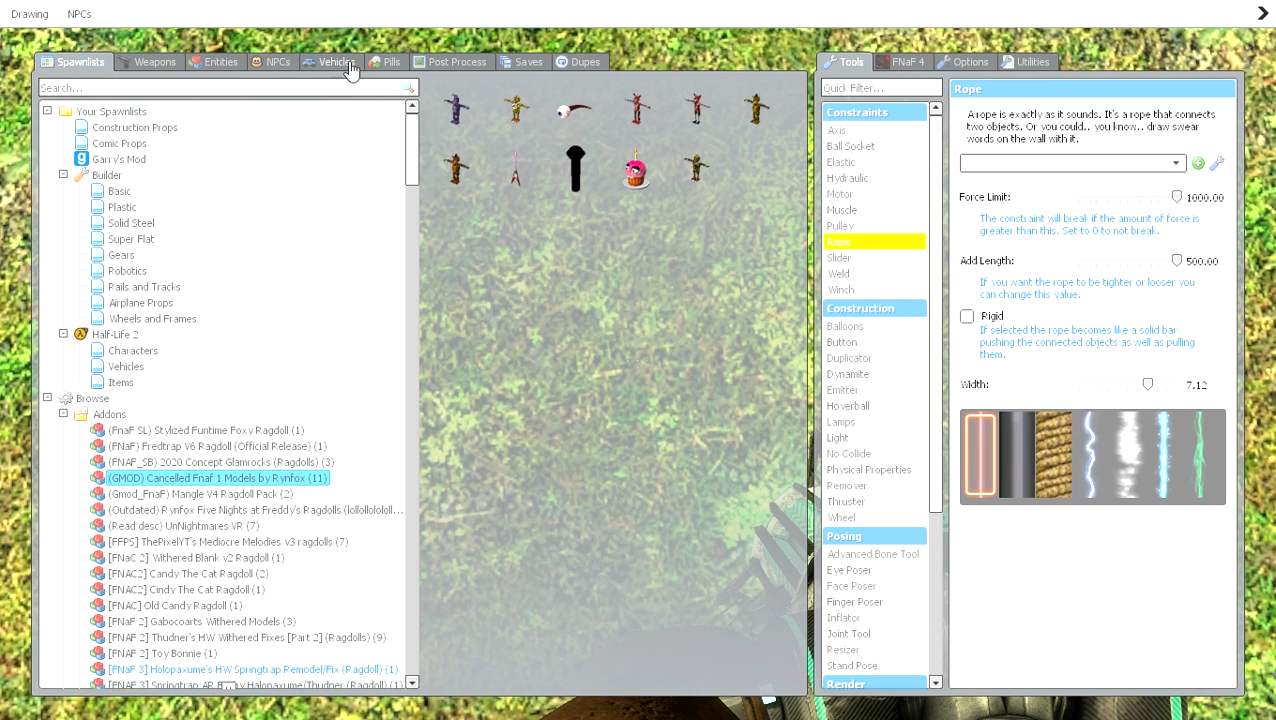 Drawing NPCs
Spawnlists Weapons Entities NPCs Vehicles Pills Post Process Saves Dupes
Search...
Your Spawnlists
Construction Props
Comic Props
Garry's Mod
Builder
Basic
Plastic
Solid Steel
Super Flat
Gears
Robotics
Rails and Tracks
Airplane Props
Wheels and Frames
Half-Life 2
Characters
Vehicles
Items
Browse
Addons
(FnaF SL) Stylized Funtime Foxy Ragdoll (1)
(FNaF) Fredtrap V6 Ragdoll (Official Release) (1)
(FNAF_SB) 2020 Concept Glamrocks (Ragdolls) (3)
(GMOD) Cancelled Fnaf 1 Models by Rynfox (11)
(Gmod_FnaF) Mangle V4 Ragdoll Pack (2)
(Outdated) Rynfox Five Nights at Freddy's Ragdolls
(Read desk) UnNightmares VR (7)
ThePixelYT's Mediocre Melodies v3 ragdolls (7)
[FNaC 2] Withered Blank v2 Ragdoll (1)
[FNAC2] Candy The Cat Ragdoll (2)
[FNAC2] Cindy The Cat Ragdoll (1)
[FNAC] Old Candy Ragdoll (1)
[FNAF 2] Gabocoarts Withered Models (3)
[FNAF 2] Thudner's HW Withered Fixes [Part 2] (Ragdolls) (9)
[FNAF 2] Toy Bonnie (1)
[FNAF 3] Holopaxume's HW Springtrap Remodel/Fix (Ragdoll) (1)
[FNAF 3] Springtrap AR Holopaxume/Thudner (Ragdoll) (1)
Tools FNaF 4 Options Utilities
Quick Filter...
Constraints
Axis
Ball Socket
Elastic
Hydraulic
Motor
Muscle
Pulley
Rope
Slider
Weld
Winch
Construction
Balloons
Button
Duplicator
Dynamite
Emitter
Hoverball
Lamps
Light
No Collide
Physical Properties
Remover
Thruster
Wheel
Posing
Advanced Bone Tool
Eye Poser
Face Poser
Finger Poser
Inflator
Joint Tool
Resizer
Stand Pose
Render
Rope
A rope is exactly as it sounds. It's a rope that connects
two objects. Or you could.. you know.. draw swear
words on the wall with it.
Force Limit: 1000.00
The constraint will break if the amount of force is
greater than this. Set to 0 to not break.
Add Length: 500.00
If you want the rope to be tighter or looser you
can change this value.
Rigid
If selected the rope becomes like a solid bar,
pushing the connected objects as well as pulling
them.
Width: 7.12